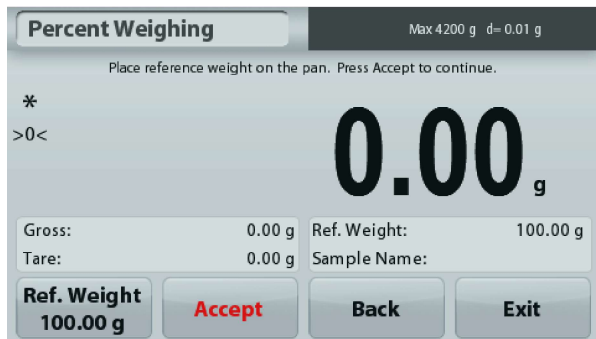 Percent Weighing
Max 4200 g d= 0.01 g
Place reference weight on the pan. Press Accept to continue.
*
>0<
0.00 g
Gross: 0.00 g Ref. Weight: 100.00 g
Tare: 0.00 g Sample Name:
Ref. Weight
100.00 g
Accept
Back
Exit